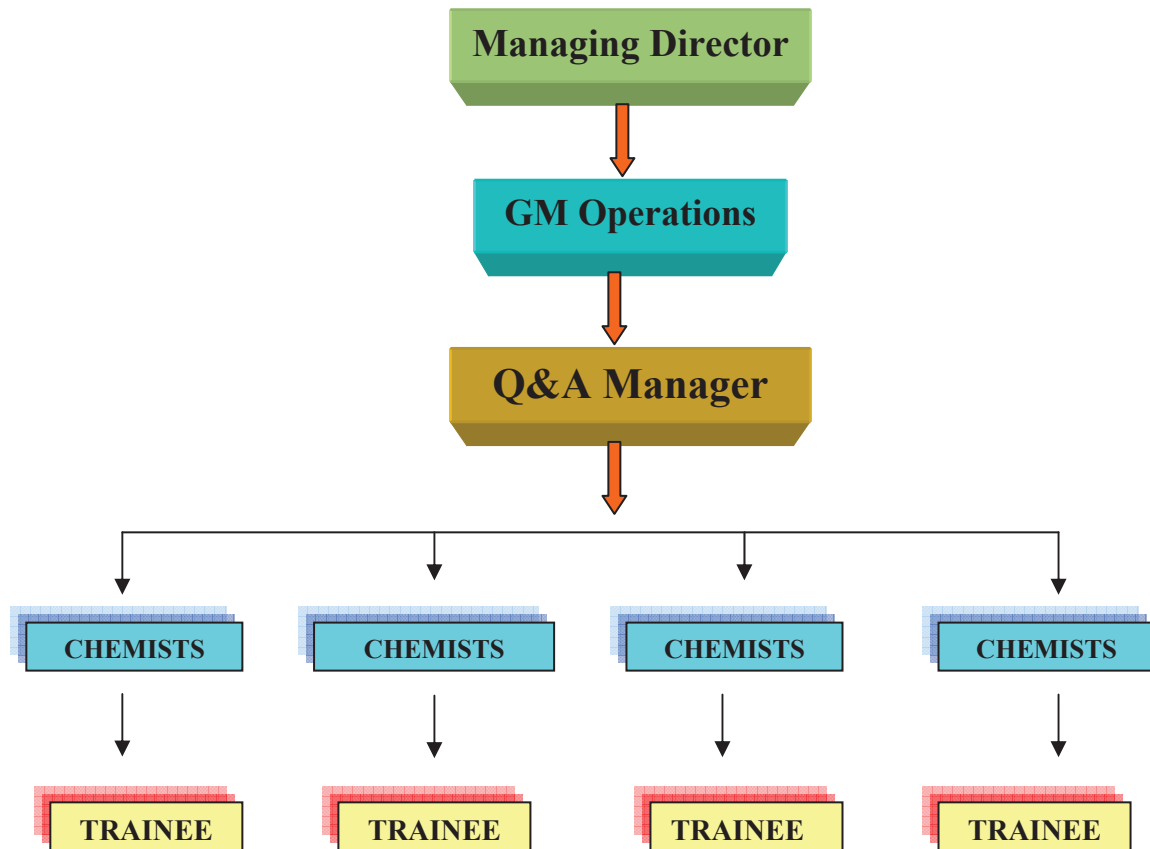 Managing Director
GM Operations
Q&A Manager
CHEMISTS CHEMISTS CHEMISTS CHEMISTS
TRAINEE TRAINEE TRAINEE TRAINEE